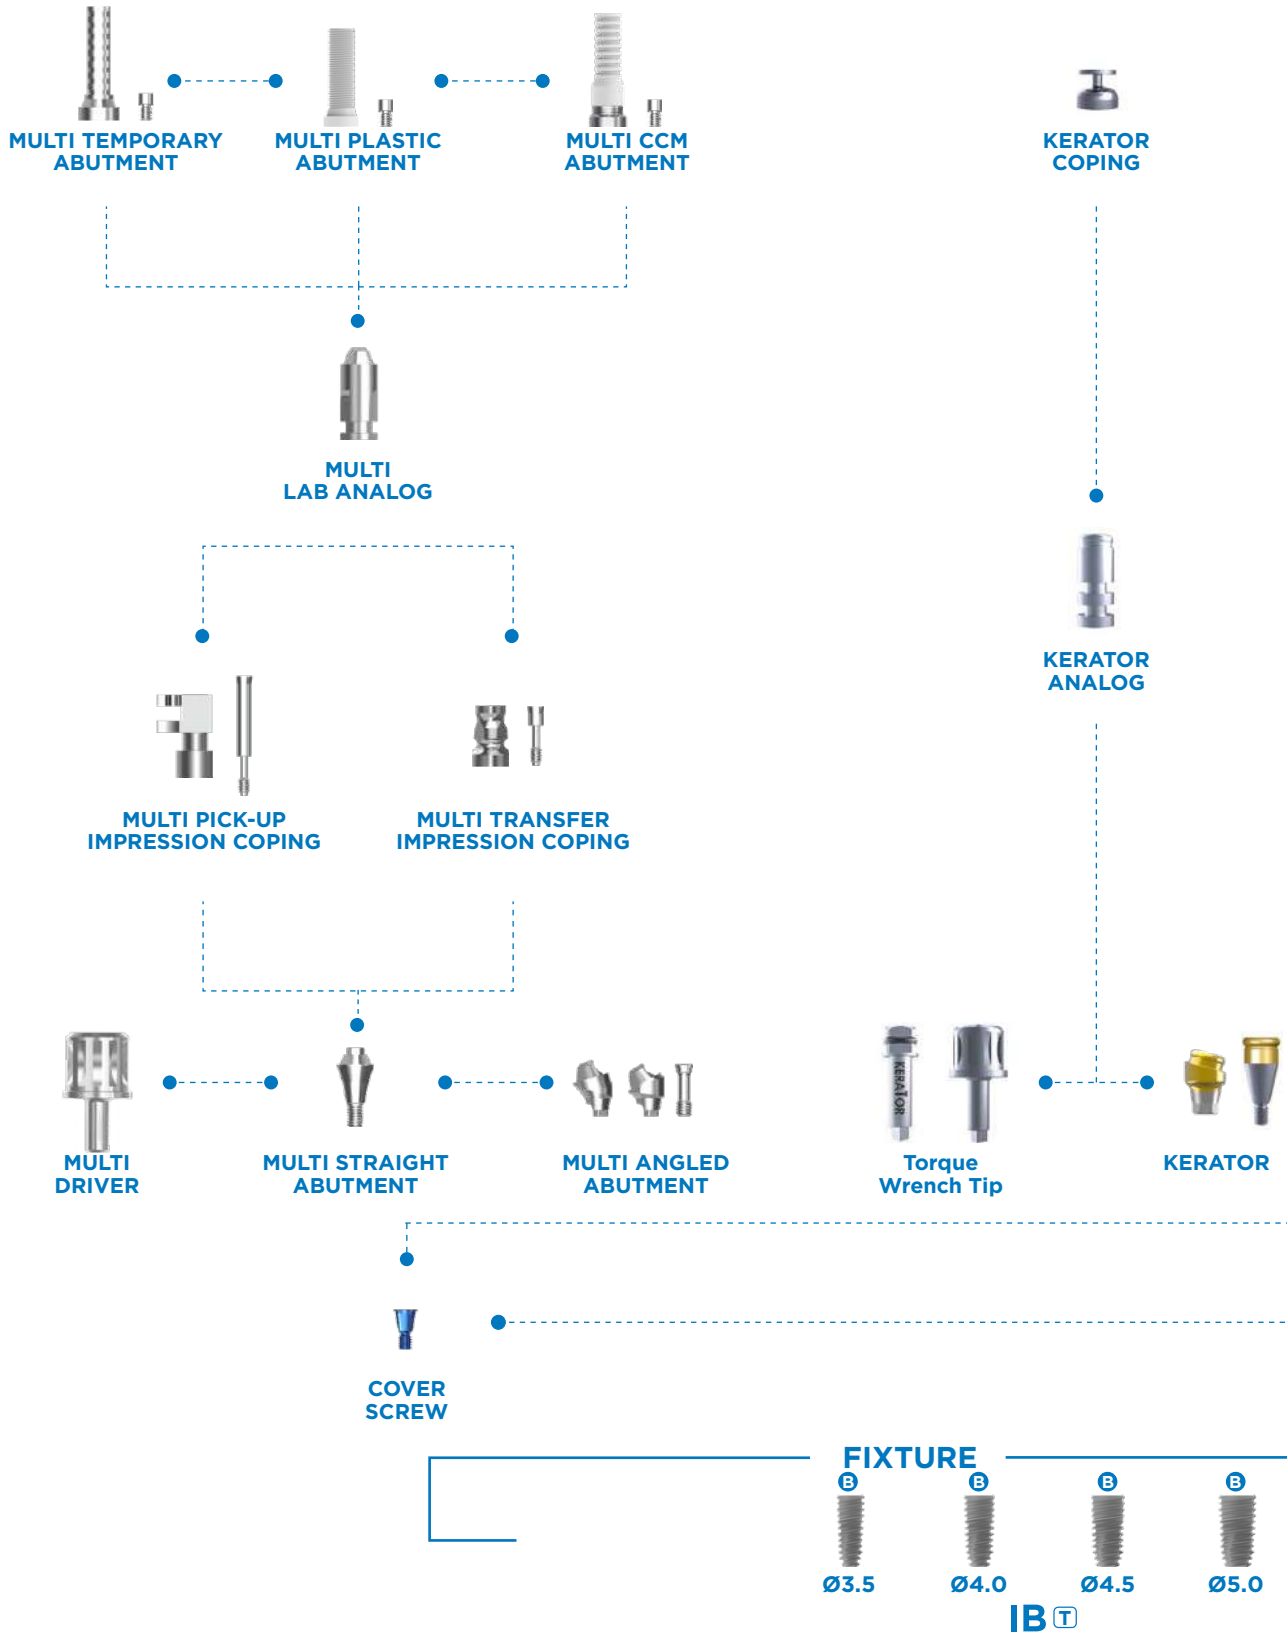 MULTI TEMPORARY
ABUTMENT
MULTI PLASTIC
ABUTMENT
MULTI CCM
ABUTMENT
KERATOR
COPING
MULTI
LAB ANALOG
KERATOR
ANALOG
MULTI PICK-UP
IMPRESSION COPING
MULTI TRANSFER
IMPRESSION COPING
KERATOR
MULTI
DRIVER
MULTI STRAIGHT
ABUTMENT
MULTI ANGLED
ABUTMENT
Torque
Wrench Tip
KERATOR
COVER
SCREW
FIXTURE
B B B B
Ø3.5 Ø4.0 Ø4.5 Ø5.0
IB T